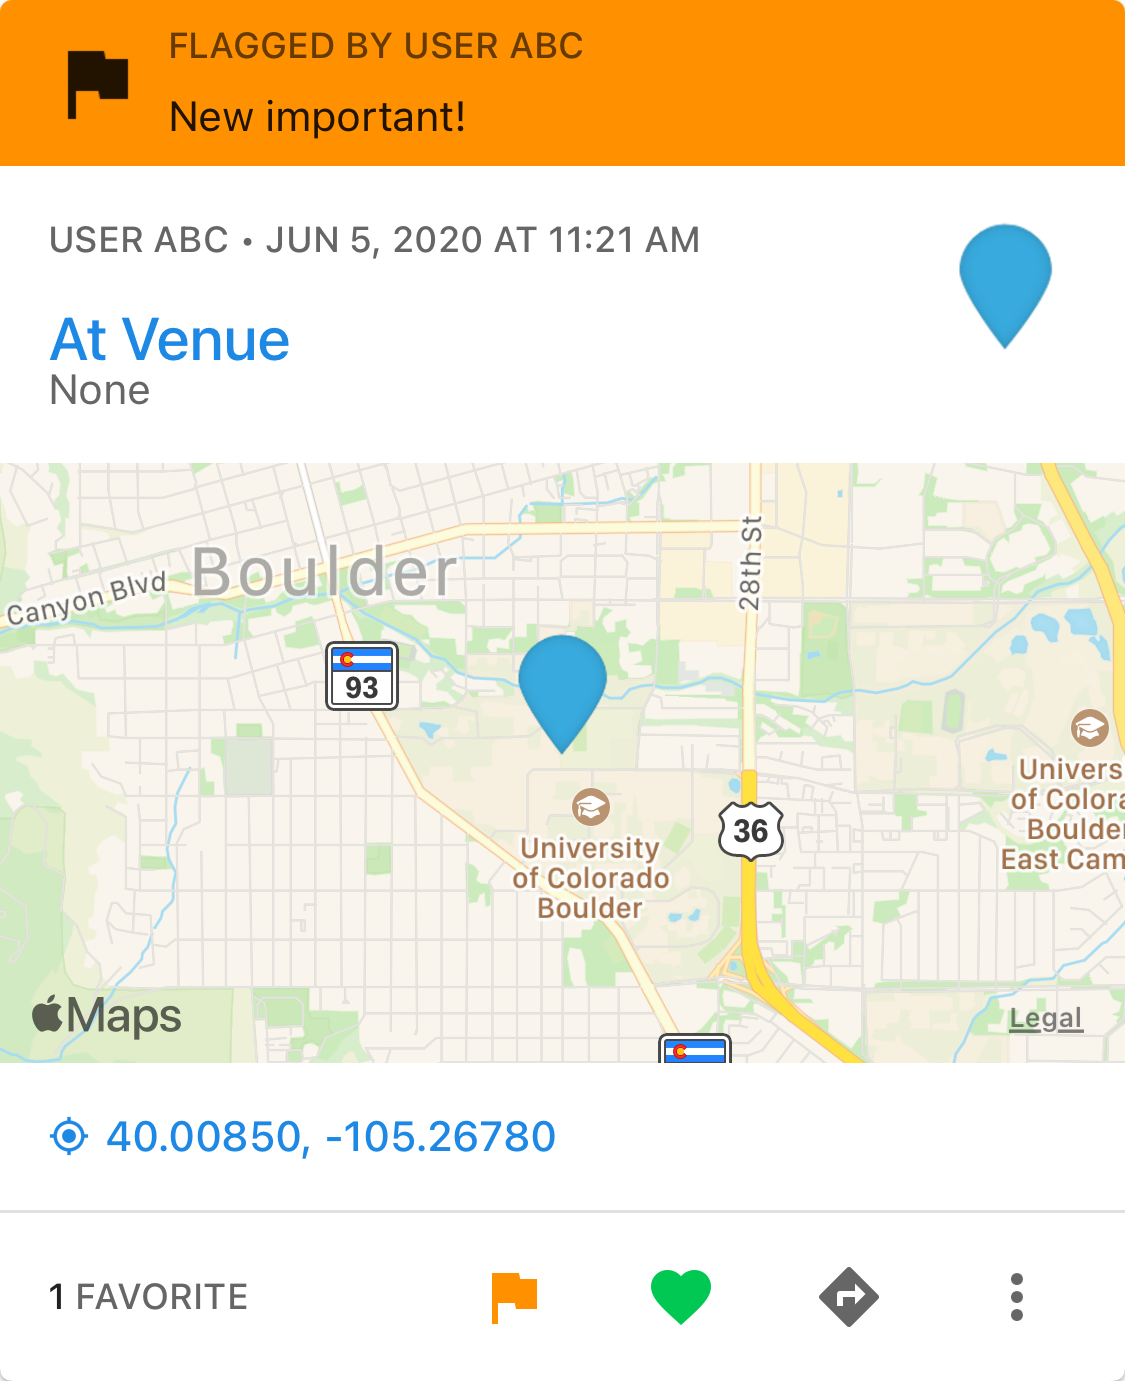 FLAGGED BY USER ABC
New important!
USER ABC • JUN 5, 2020 AT 11:21 AM
At Venue
None
Boulder
28th St
Canyon Blvd
93
Univers
of Colora
Boulder
East Cam
36
University
of Colorado
Boulder
Maps
Legal
40.00850, -105.26780
1 FAVORITE